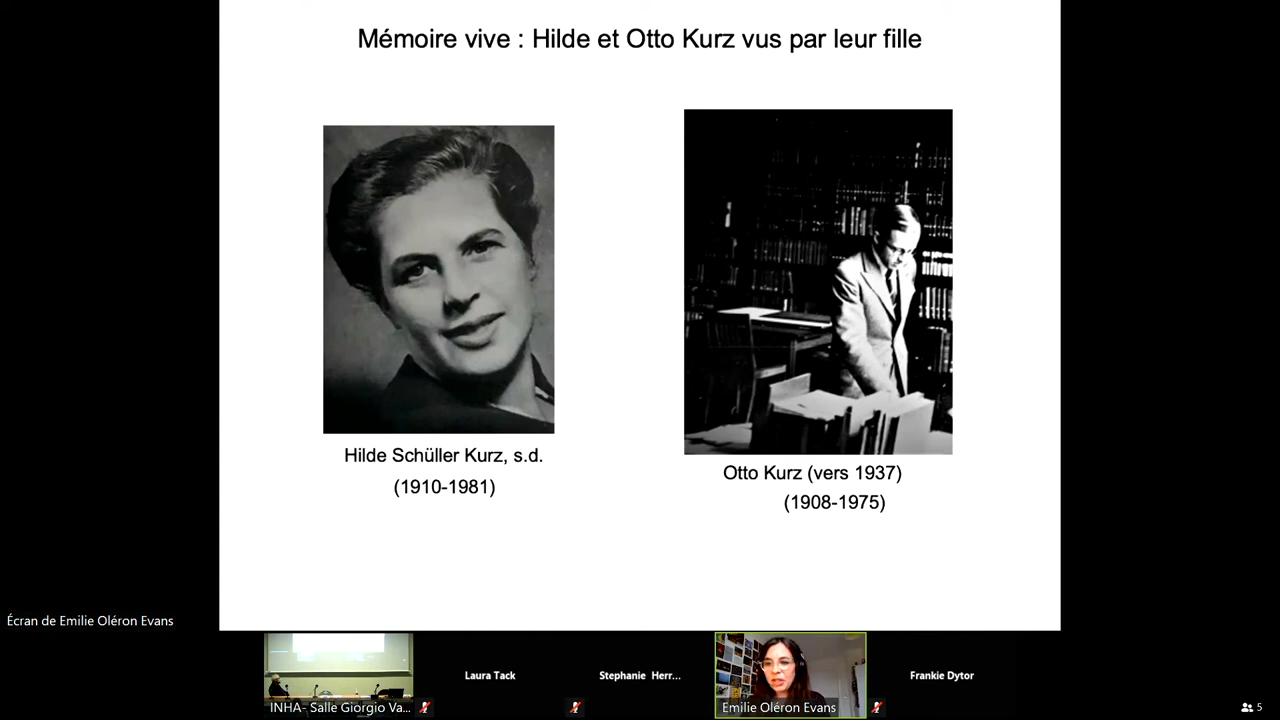 Mémoire vive : Hilde et Otto Kurz vus par leur fille
Hilde Schüller Kurz, s.d.
(1910-1981)
Otto Kurz (vers 1937)
(1908-1975)
Écran de Emilie Oléron Evans
INHA- Salle Giorgio Va...
Laura Tack
Stephanie Herr...
Emilie Oléron Evans
Frankie Dytor
5